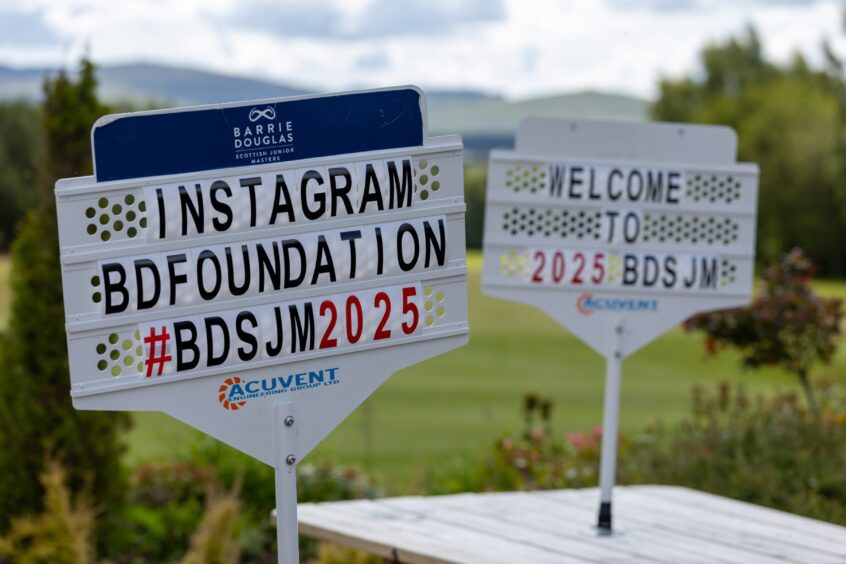 BARRIE
DOUGLAS
SCOTTISH JUNIOR
MASTERS
INSTAGRAM
BDFOUNDATION
#BDSJM2025
ACUVENT
ENGINEERING GROUP LTD
WELCOME
TO
2025 BDSJM
ACUVENT